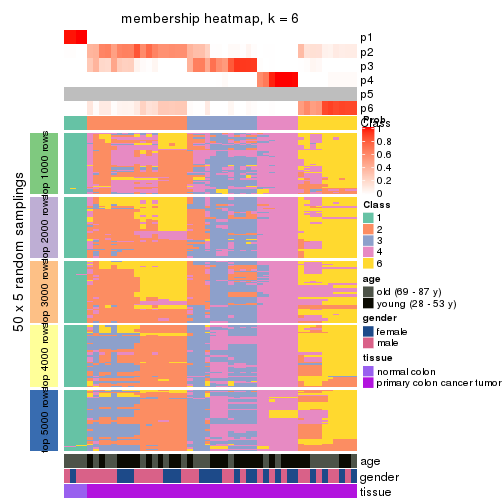 membership heatmap, k = 6
p1
p2
p3
p4
p5
p6
Class
Prob
1
0.8
0.6
0.4
0.2
0
Class
1
2
3
4
6
age
old (69 - 87 y)
young (28 - 53 y)
gender
female
male
tissue
normal colon
primary colon cancer tumor
50 x 5 random samplings
top 1000 rows
top 2000 rows
top 3000 rows
top 4000 rows
top 5000 rows
age
gender
tissue